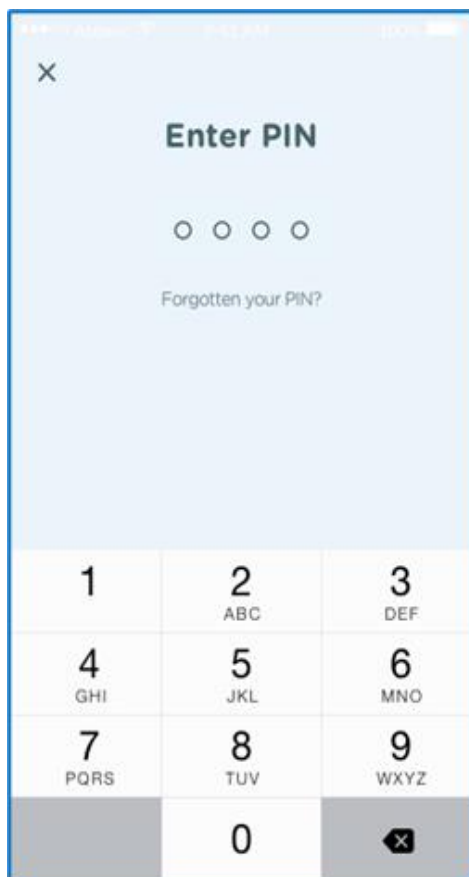 Enter PIN
Forgotten your PIN?
1 2 3
ABC DEF
4 5 6
GHI JKL MNO
7 8 9
PQRS TUV WXYZ
0